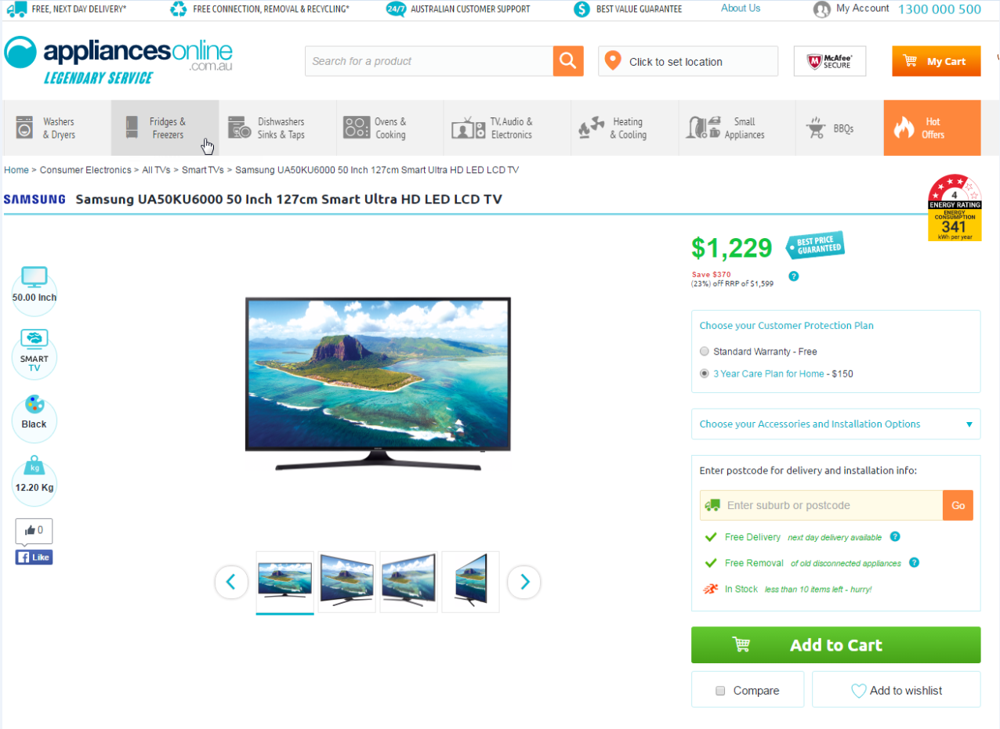 FREE, NEXT DAY DELIVERY*
FREE CONNECTION, REMOVAL & RECYCLING*
24/7 AUSTRALIAN CUSTOMER SUPPORT
$ BEST VALUE GUARANTEE
About Us
My Account
1300 000 500
appliancesonline
.com.au
LEGENDARY SERVICE
Search for a product
Click to set location
McAfee
SECURE
My Cart
Washers
& Dryers
Fridges &
Freezers
Dishwashers
Sinks & Taps
Ovens &
Cooking
TV, Audio &
Electronics
Heating
& Cooling
Small
Appliances
BBQs
Hot
Offers
Home > Consumer Electronics > All TVs > Smart TVs > Samsung UA50KU6000 50 Inch 127cm Smart Ultra HD LED LCD TV
SAMSUNG Samsung UA50KU6000 50 Inch 127cm Smart Ultra HD LED LCD TV
4
ENERGY RATING
ENERGY
CONSUMPTION
341
kWh per year
$1,229
BEST PRICE
GUARANTEED
Save $370
(23%) off RRP of $1,599
?
50.00 Inch
SMART
TV
Black
kg
12.20 Kg
0
f Like
Choose your Customer Protection Plan
Standard Warranty - Free
3 Year Care Plan for Home - $150
Choose your Accessories and Installation Options
Enter postcode for delivery and installation info:
Enter suburb or postcode
Go
Free Delivery next day delivery available ?
Free Removal of old disconnected appliances ?
In Stock less than 10 items left - hurry!
Add to Cart
Compare
Add to wishlist